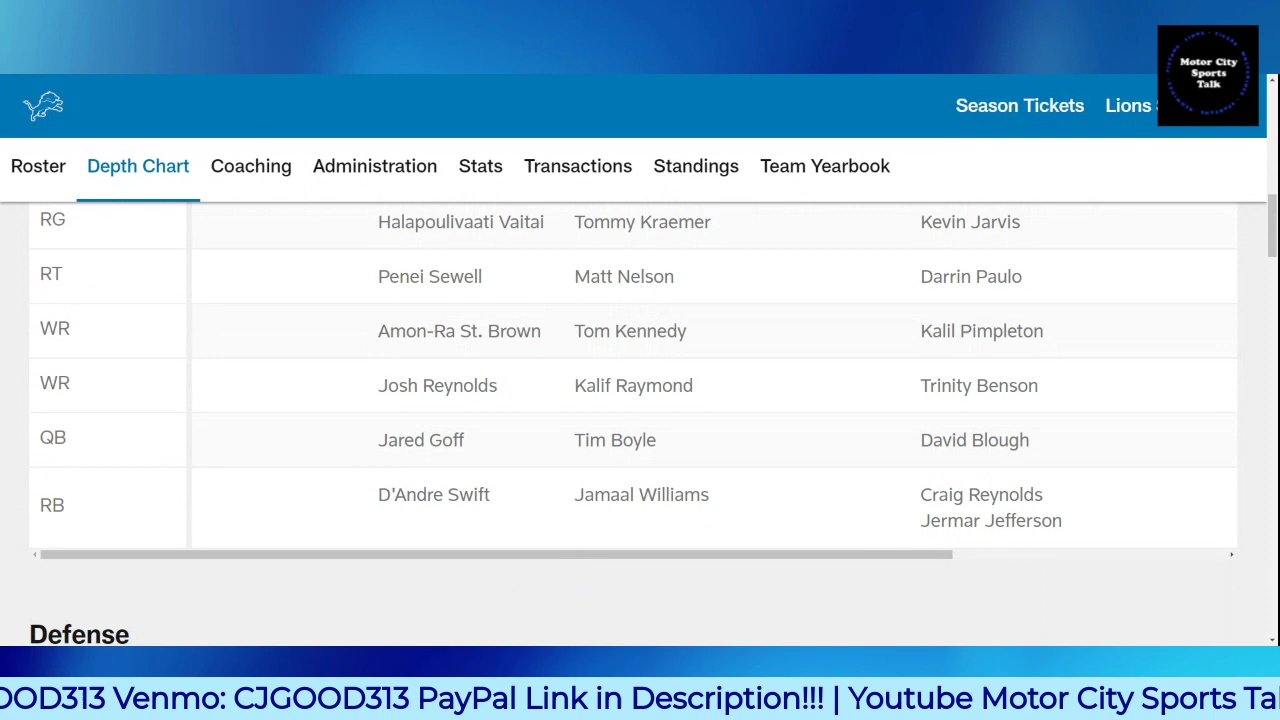 Motor City
Sports
Talk
Season Tickets Lions
Roster Depth Chart Coaching Administration Stats Transactions Standings Team Yearbook
RG Halapoulivaati Vaitai Tommy Kraemer Kevin Jarvis
RT Penei Sewell Matt Nelson Darrin Paulo
WR Amon-Ra St. Brown Tom Kennedy Kalil Pimpleton
WR Josh Reynolds Kalif Raymond Trinity Benson
QB Jared Goff Tim Boyle David Blough
RB D'Andre Swift Jamaal Williams Craig Reynolds
Jermar Jefferson
Defense
OOD313 Venmo: CJGOOD313 PayPal Link in Description!!! | Youtube Motor City Sports Tal